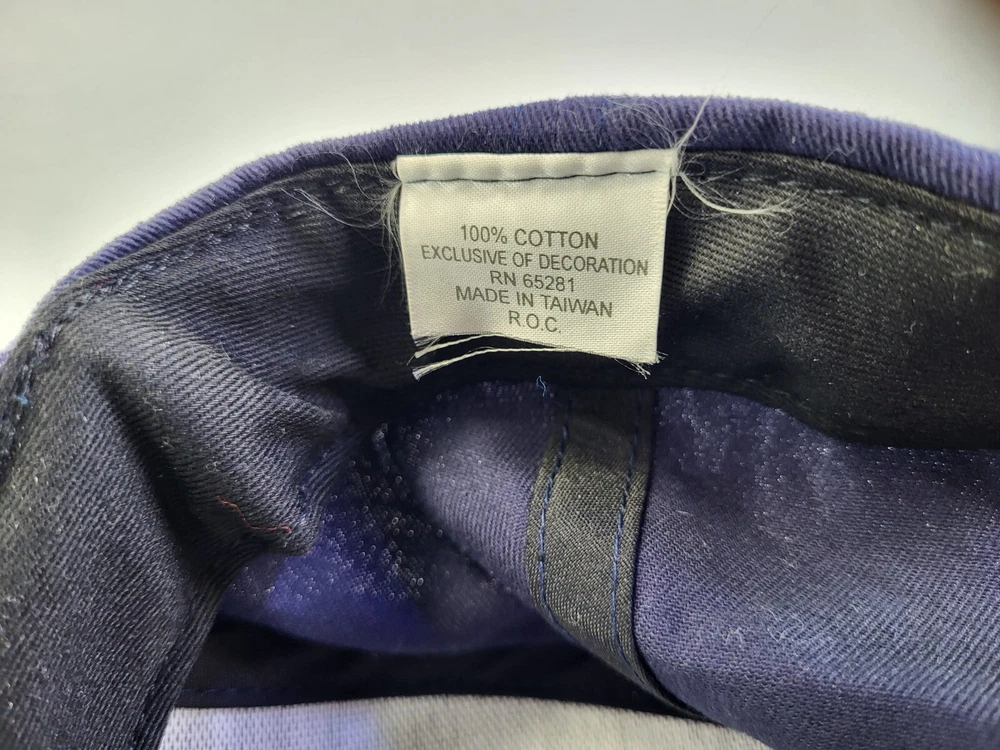 100% COTTON
EXCLUSIVE OF DECORATION
RN 65281
MADE IN TAIWAN
R.O.C.